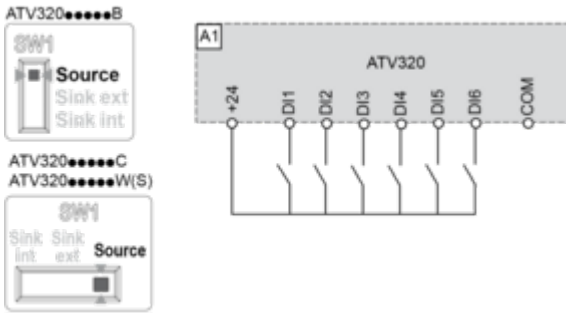 ATV320●●●●●B
SW1
Source
Sink ext
Sink int
ATV320●●●●●C
ATV320●●●●●W(S)
SW1
Sink int
Sink ext
Source
A1
ATV320
+24
DI1
DI2
DI3
DI4
DI5
DI6
COM